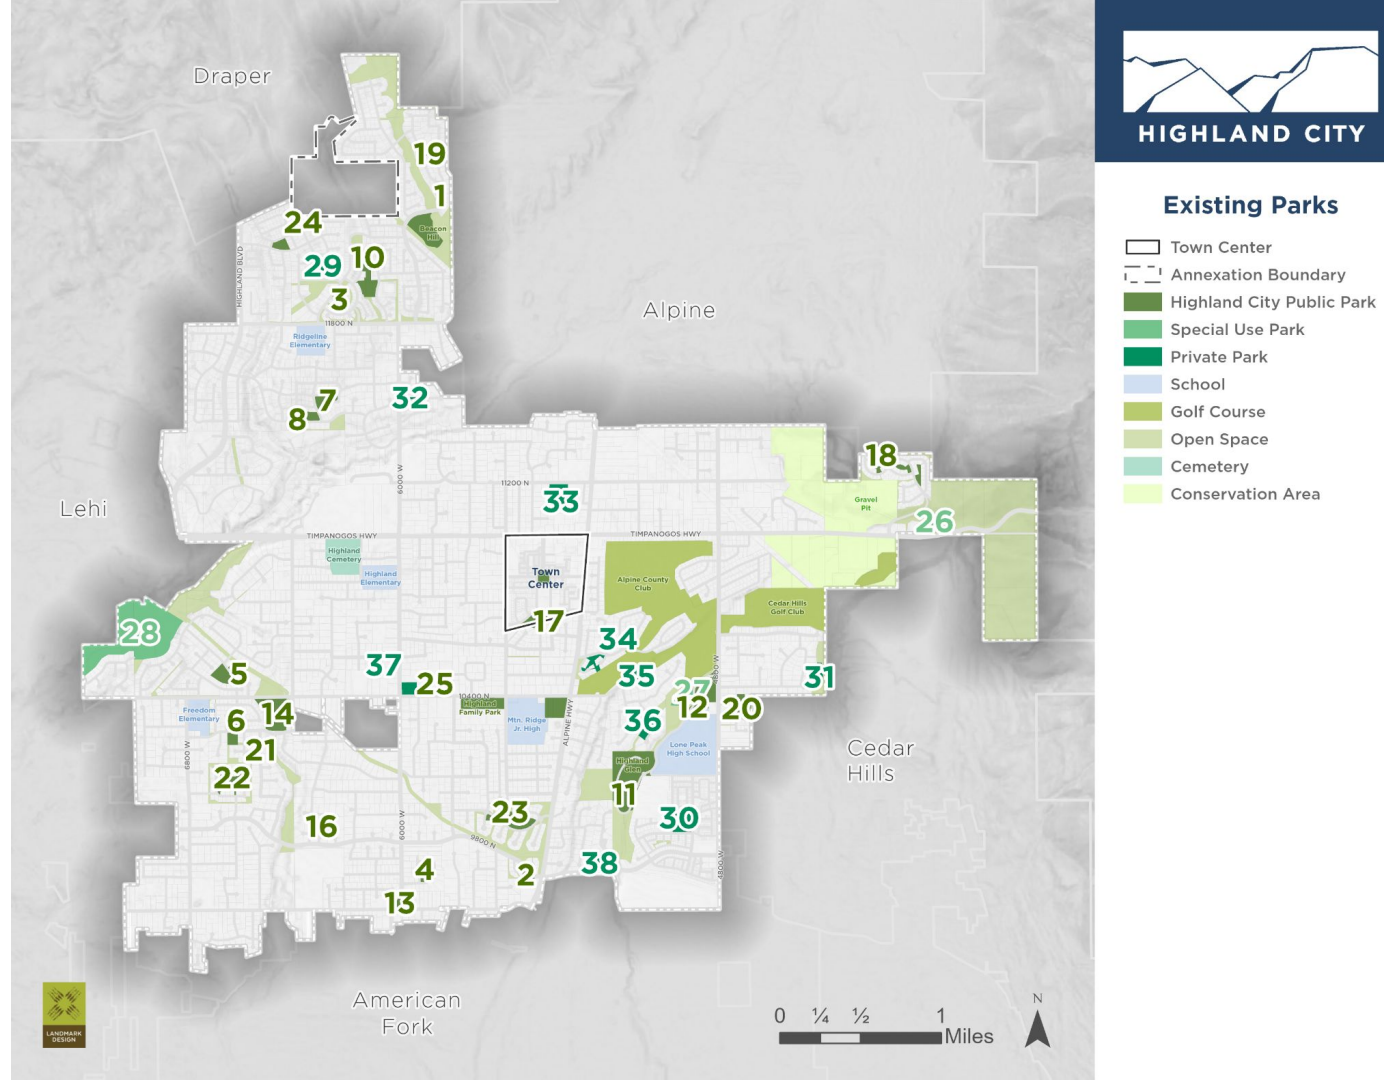 HIGHLAND CITY
Existing Parks
Town Center
Annexation Boundary
Highland City Public Park
Special Use Park
Private Park
School
Golf Course
Open Space
Cemetery
Conservation Area
Draper
19
1
24
Beacon
Hill
10
29
HIGHLAND BLVD
3
11800 N
Alpine
Ridgeline
Elementary
7
32
8
18
6000 W
11200 N
33
Gravel
Pit
Lehi
26
TIMPANOGOS HWY
TIMPANOGOS HWY
Highland
Cemetery
Highland
Elementary
Town
Center
Alpine County
Club
Cedar Hills
Golf Club
17
28
34
37
5
25
35
31
4800 W
27
10400 N
Highland
Family Park
12
20
Freedom
Elementary
6
14
Mtn. Ridge
Jr. High
ALPINE HWY
36
21
6800 W
Lone Peak
High School
Cedar
Hills
Highland
Glen
22
11
23
30
16
6000 W
9800 N
38
4
2
4800 W
13
American
Fork
LANDMARK
DESIGN
0 ¼ ½ 1
Miles
N